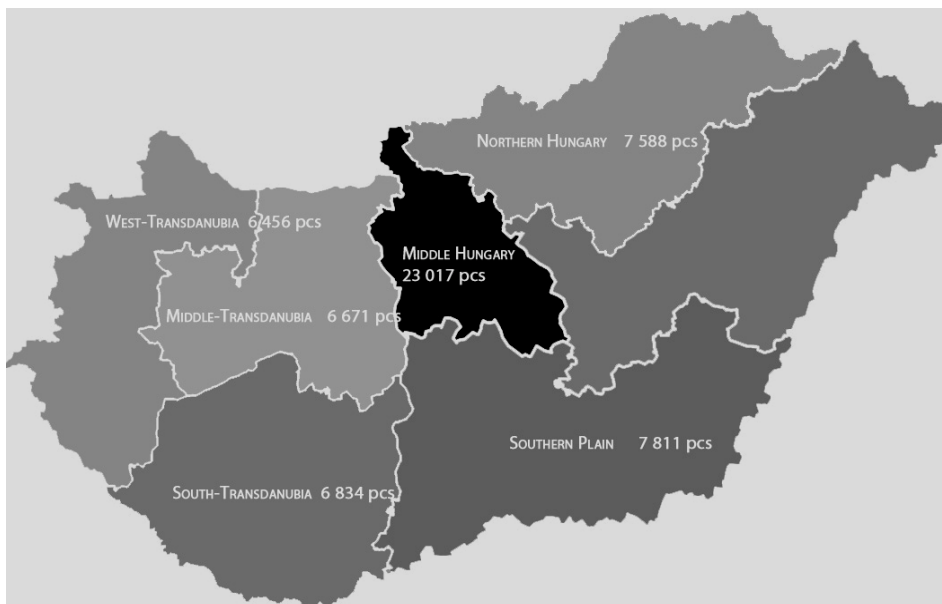 Northern Hungary 7 588 pcs
West-Transdanubia 6 456 pcs
Middle Hungary
23 017 pcs
Middle-Transdanubia 6 671 pcs
Southern Plain 7 811 pcs
South-Transdanubia 6 834 pcs